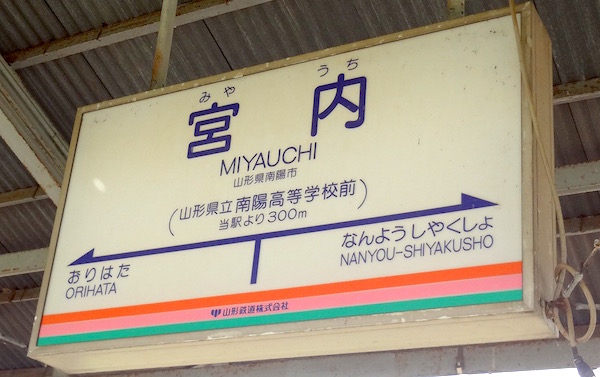 みや うち
宮 内
MIYAUCHI
山形県南陽市
(山形県立南陽高等学校前)
当駅より300m
おりはた
ORIHATA
なんようしやくしょ
NANYOU-SHIYAKUSHO
山形鉄道株式会社